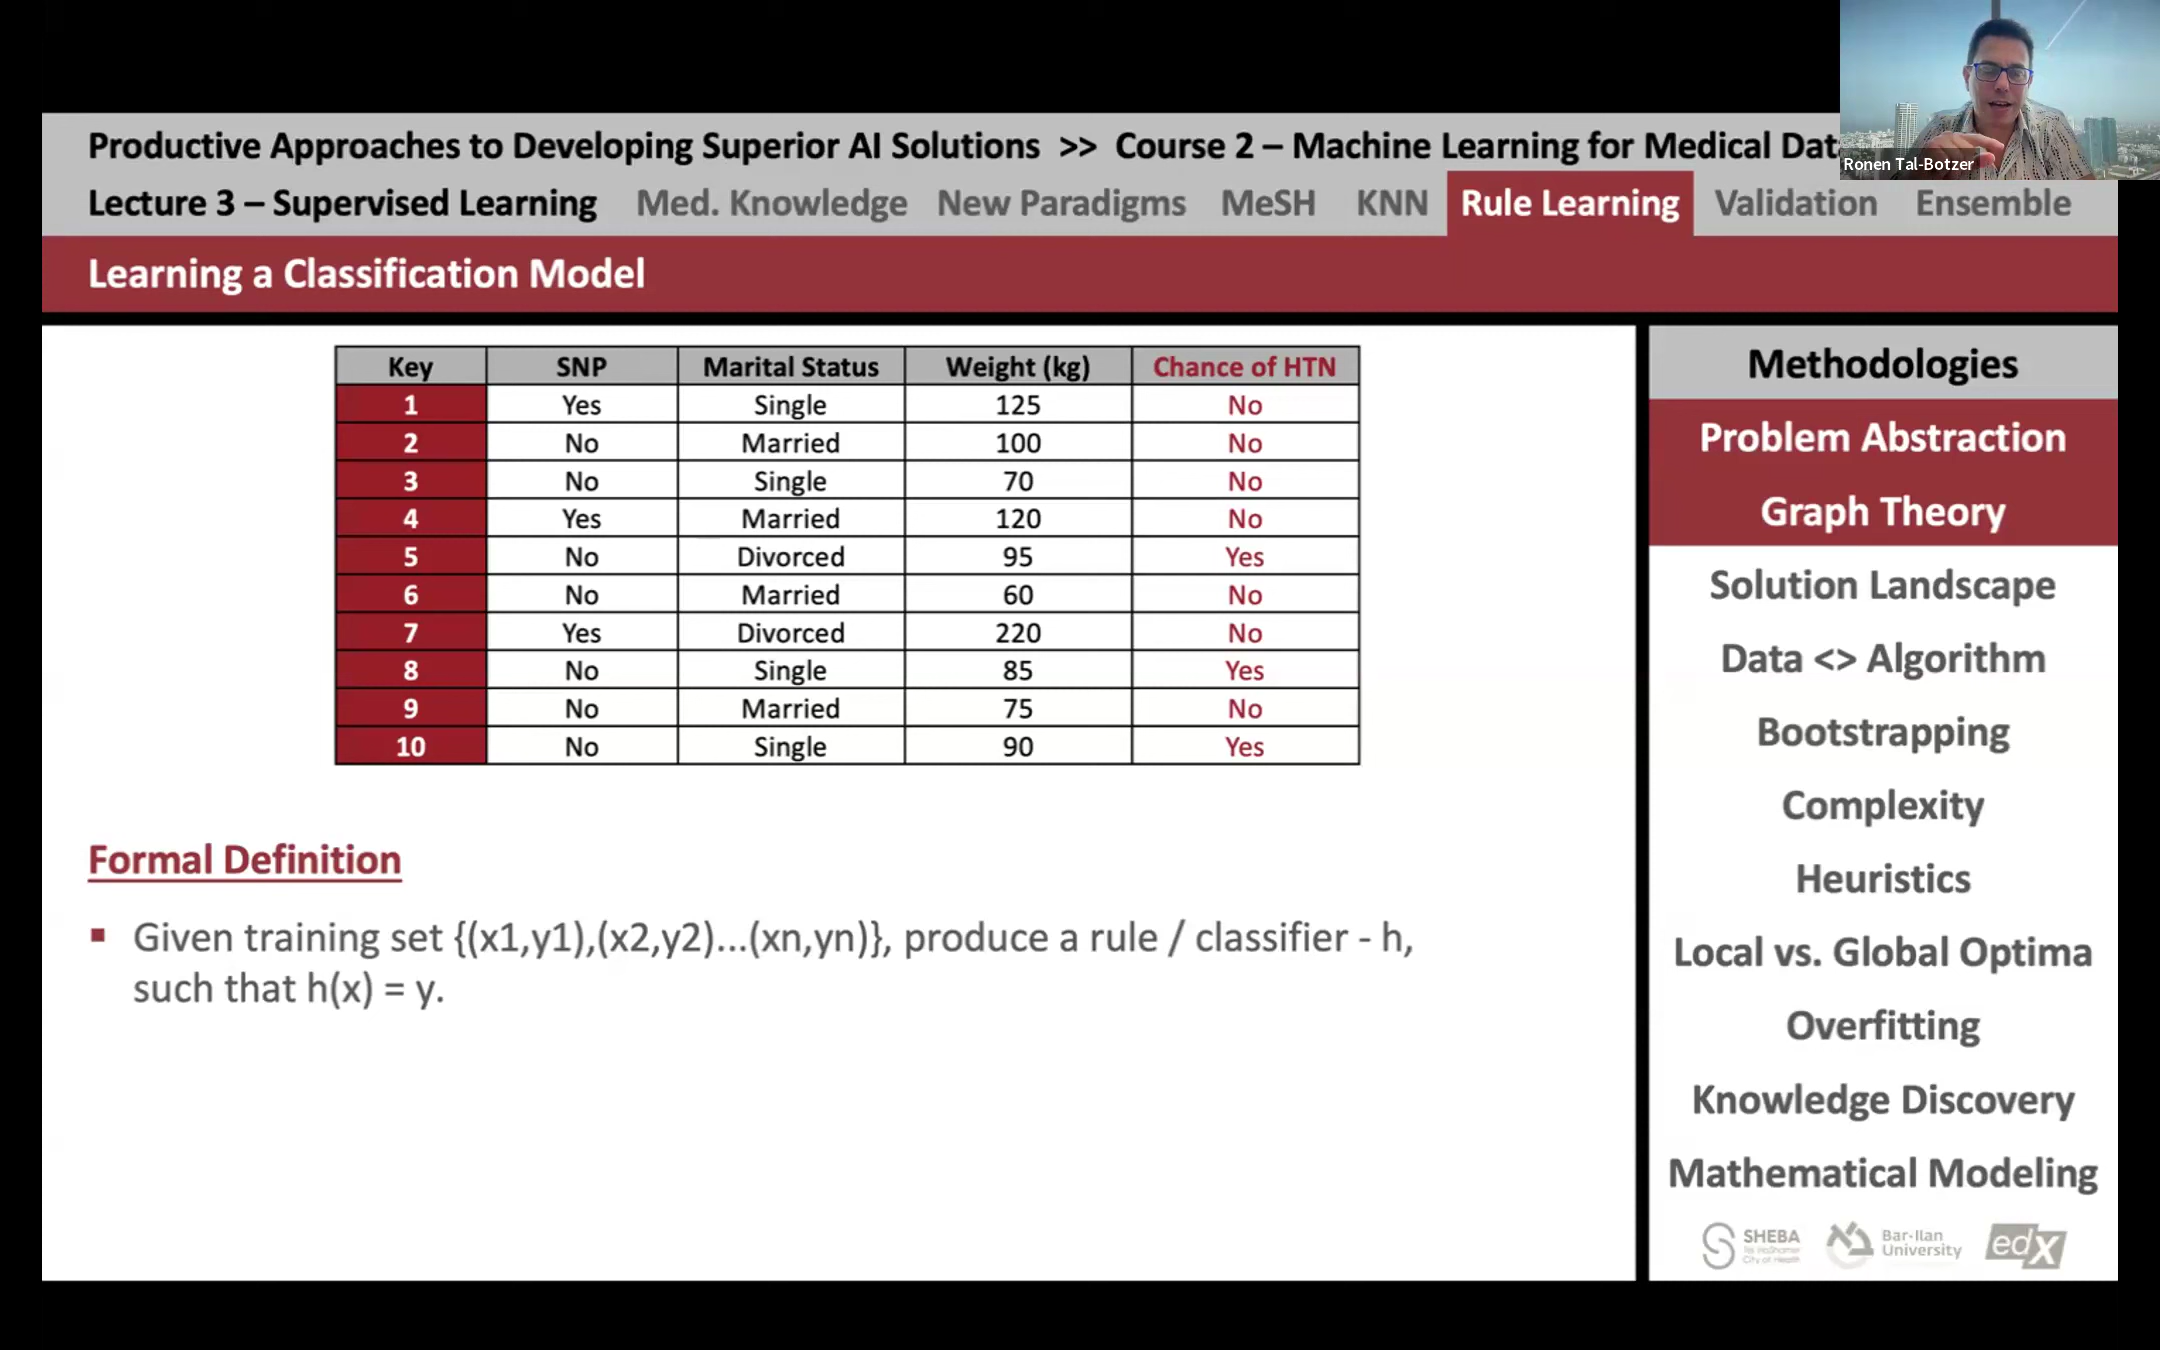 Productive Approaches to Developing Superior AI Solutions >> Course 2 – Machine Learning for Medical Dat
Ronen Tal-Botzer
Lecture 3 – Supervised Learning Med. Knowledge New Paradigms MeSH KNN Rule Learning Validation Ensemble
Learning a Classification Model
Key SNP Marital Status Weight (kg) Chance of HTN
1 Yes Single 125 No
2 No Married 100 No
3 No Single 70 No
4 Yes Married 120 No
5 No Divorced 95 Yes
6 No Married 60 No
7 Yes Divorced 220 No
8 No Single 85 Yes
9 No Married 75 No
10 No Single 90 Yes
Formal Definition
▪ Given training set {(x1,y1),(x2,y2)...(xn,yn)}, produce a rule / classifier - h,
such that h(x) = y.
Methodologies
Problem Abstraction
Graph Theory
Solution Landscape
Data <> Algorithm
Bootstrapping
Complexity
Heuristics
Local vs. Global Optima
Overfitting
Knowledge Discovery
Mathematical Modeling
SHEBA
City of Health
Bar-Ilan
University
edX